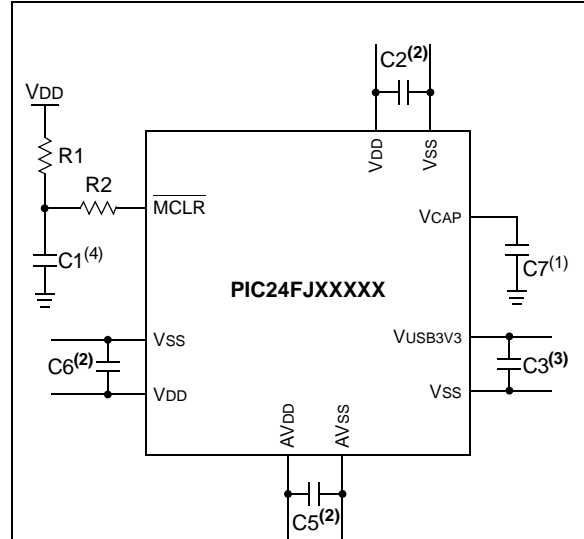 C2(2)
VDD
R1
R2
C1(4)
VDD
VSS
MCLR
VCAP
C7(1)
PIC24FJXXXXX
VSS
VDD
C6(2)
VUSB3V3
VSS
C3(3)
AVDD
AVSS
C5(2)